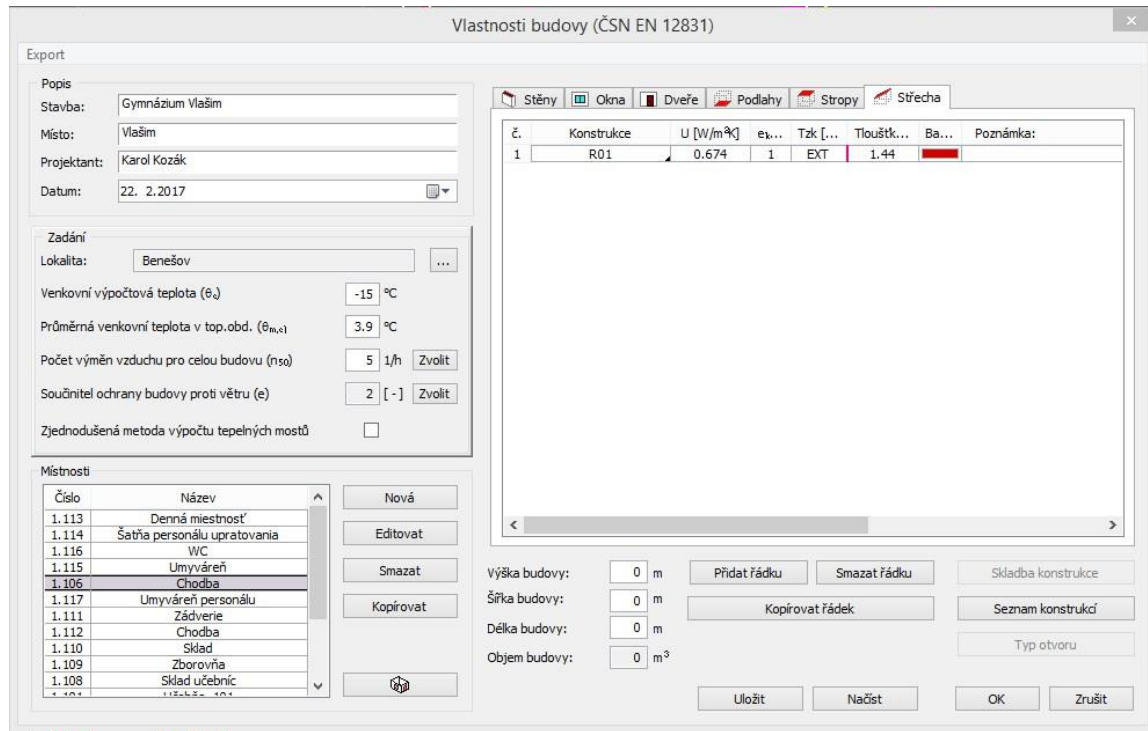 Vlastnosti budovy (ČSN EN 12831)
Export
Popis
Stavba: Gymnázium Vlašim
Místo: Vlašim
Projektant: Karol Kozák
Datum: 22. 2.2017
Zadání
Lokalita: Benešov ...
Venkovní výpočtová teplota (θe) -15 °C
Průměrná venkovní teplota v top.obd. (θm,e) 3.9 °C
Počet výměn vzduchu pro celou budovu (n50) 5 1/h Zvolit
Součinitel ochrany budovy proti větru (e) 2 [-] Zvolit
Zjednodušená metoda výpočtu tepelných mostů
Místnosti
Číslo Název
1.113 Denná miestnosť
1.114 Šatňa personálu upratovania
1.116 WC
1.115 Umyváreň
1.106 Chodba
1.117 Umyváreň personálu
1.111 Zádverie
1.112 Chodba
1.110 Sklad
1.109 Zborovňa
1.108 Sklad učebníc
Nová
Editovat
Smazat
Kopírovat
Stěny Okna Dveře Podlahy Stropy Střecha
č. Konstrukce U [W/m²K] ek... Tzk [... Tloušťk... Ba... Poznámka:
1 R01 0.674 1 EXT 1.44
Výška budovy: 0 m
Šířka budovy: 0 m
Délka budovy: 0 m
Objem budovy: 0 m³
Přidat řádku Smazat řádku Skladba konstrukce
Kopírovat řádek Seznam konstrukcí
Typ otvoru
Uložit Načíst OK Zrušit